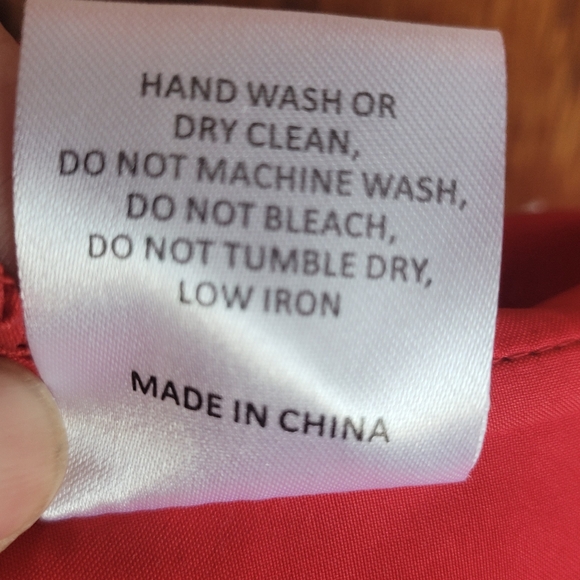 HAND WASH OR
DRY CLEAN,
DO NOT MACHINE WASH,
DO NOT BLEACH,
DO NOT TUMBLE DRY,
LOW IRON
MADE IN CHINA